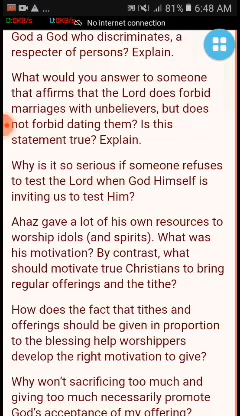 81% 6:48 AM
No internet connection
God a God who discriminates, a
respecter of persons? Explain.
What would you answer to someone
that affirms that the Lord does forbid
marriages with unbelievers, but does
not forbid dating them? Is this
statement true? Explain.
Why is it so serious if someone refuses
to test the Lord when God Himself is
inviting us to test Him?
Ahaz gave a lot of his own resources to
worship idols (and spirits). What was
his motivation? By contrast, what
should motivate true Christians to bring
regular offerings and the tithe?
How does the fact that tithes and
offerings should be given in proportion
to the blessing help worshippers
develop the right motivation to give?
Why won't sacrificing too much and
giving too much necessarily promote
God's acceptance of my offering?